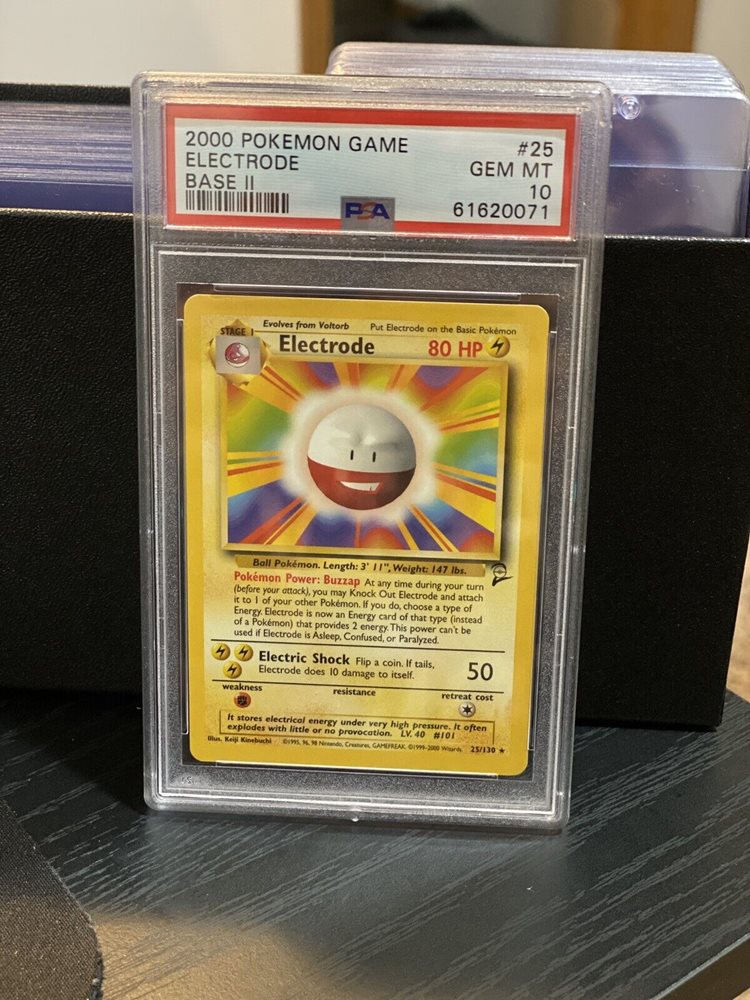 2000 POKEMON GAME #25
ELECTRODE GEM MT
BASE II 10
PSA 61620071
STAGE 1 Evolves from Voltorb Put Electrode on the Basic Pokémon
Electrode 80 HP
Ball Pokémon. Length: 3' 11", Weight: 147 lbs.
Pokémon Power: Buzzap At any time during your turn
(before your attack), you may Knock Out Electrode and attach
it to 1 of your other Pokémon. If you do, choose a type of
Energy. Electrode is now an Energy card of that type (instead
of a Pokémon) that provides 2 energy. This power can't be
used if Electrode is Asleep, Confused, or Paralyzed.
Electric Shock Flip a coin. If tails,
Electrode does 10 damage to itself. 50
weakness resistance retreat cost
It stores electrical energy under very high pressure. It often
explodes with little or no provocation. LV. 40 #101
Illus. Keiji Kinebuchi ©1995, 96, 98 Nintendo, Creatures, GAMEFREAK. ©1999-2000 Wizards. 25/130 ★